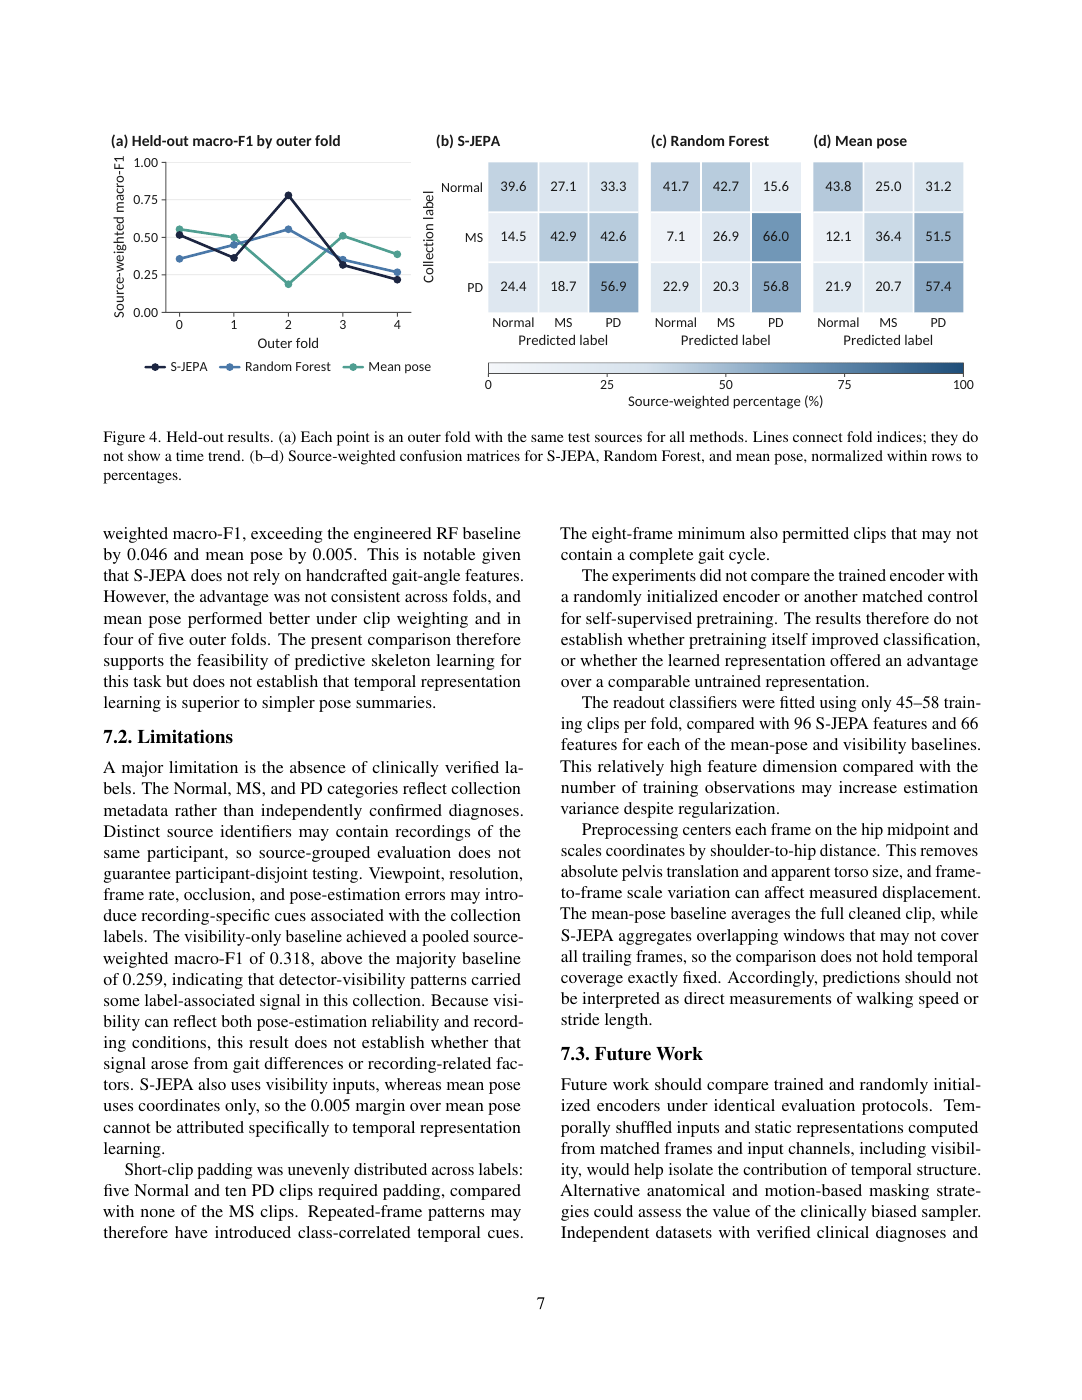 (a) Held-out macro-F1 by outer fold
Source-weighted macro-F1
1.00
0.75
0.50
0.25
0.00
0 1 2 3 4
Outer fold
S-JEPA Random Forest Mean pose
(b) S-JEPA
Collection label
Normal 39.6 27.1 33.3
MS 14.5 42.9 42.6
PD 24.4 18.7 56.9
Normal MS PD
Predicted label
(c) Random Forest
41.7 42.7 15.6
7.1 26.9 66.0
22.9 20.3 56.8
Normal MS PD
Predicted label
(d) Mean pose
43.8 25.0 31.2
12.1 36.4 51.5
21.9 20.7 57.4
Normal MS PD
Predicted label
0 25 50 75 100
Source-weighted percentage (%)
Figure 4. Held-out results. (a) Each point is an outer fold with the same test sources for all methods. Lines connect fold indices; they do
not show a time trend. (b–d) Source-weighted confusion matrices for S-JEPA, Random Forest, and mean pose, normalized within rows to
percentages.
weighted macro-F1, exceeding the engineered RF baseline
by 0.046 and mean pose by 0.005. This is notable given
that S-JEPA does not rely on handcrafted gait-angle features.
However, the advantage was not consistent across folds, and
mean pose performed better under clip weighting and in
four of five outer folds. The present comparison therefore
supports the feasibility of predictive skeleton learning for
this task but does not establish that temporal representation
learning is superior to simpler pose summaries.
7.2. Limitations
A major limitation is the absence of clinically verified la-
bels. The Normal, MS, and PD categories reflect collection
metadata rather than independently confirmed diagnoses.
Distinct source identifiers may contain recordings of the
same participant, so source-grouped evaluation does not
guarantee participant-disjoint testing. Viewpoint, resolution,
frame rate, occlusion, and pose-estimation errors may intro-
duce recording-specific cues associated with the collection
labels. The visibility-only baseline achieved a pooled source-
weighted macro-F1 of 0.318, above the majority baseline
of 0.259, indicating that detector-visibility patterns carried
some label-associated signal in this collection. Because visi-
bility can reflect both pose-estimation reliability and record-
ing conditions, this result does not establish whether that
signal arose from gait differences or recording-related fac-
tors. S-JEPA also uses visibility inputs, whereas mean pose
uses coordinates only, so the 0.005 margin over mean pose
cannot be attributed specifically to temporal representation
learning.
Short-clip padding was unevenly distributed across labels:
five Normal and ten PD clips required padding, compared
with none of the MS clips. Repeated-frame patterns may
therefore have introduced class-correlated temporal cues.
The eight-frame minimum also permitted clips that may not
contain a complete gait cycle.
The experiments did not compare the trained encoder with
a randomly initialized encoder or another matched control
for self-supervised pretraining. The results therefore do not
establish whether pretraining itself improved classification,
or whether the learned representation offered an advantage
over a comparable untrained representation.
The readout classifiers were fitted using only 45–58 train-
ing clips per fold, compared with 96 S-JEPA features and 66
features for each of the mean-pose and visibility baselines.
This relatively high feature dimension compared with the
number of training observations may increase estimation
variance despite regularization.
Preprocessing centers each frame on the hip midpoint and
scales coordinates by shoulder-to-hip distance. This removes
absolute pelvis translation and apparent torso size, and frame-
to-frame scale variation can affect measured displacement.
The mean-pose baseline averages the full cleaned clip, while
S-JEPA aggregates overlapping windows that may not cover
all trailing frames, so the comparison does not hold temporal
coverage exactly fixed. Accordingly, predictions should not
be interpreted as direct measurements of walking speed or
stride length.
7.3. Future Work
Future work should compare trained and randomly initial-
ized encoders under identical evaluation protocols. Tem-
porally shuffled inputs and static representations computed
from matched frames and input channels, including visibil-
ity, would help isolate the contribution of temporal structure.
Alternative anatomical and motion-based masking strate-
gies could assess the value of the clinically biased sampler.
Independent datasets with verified clinical diagnoses and
7